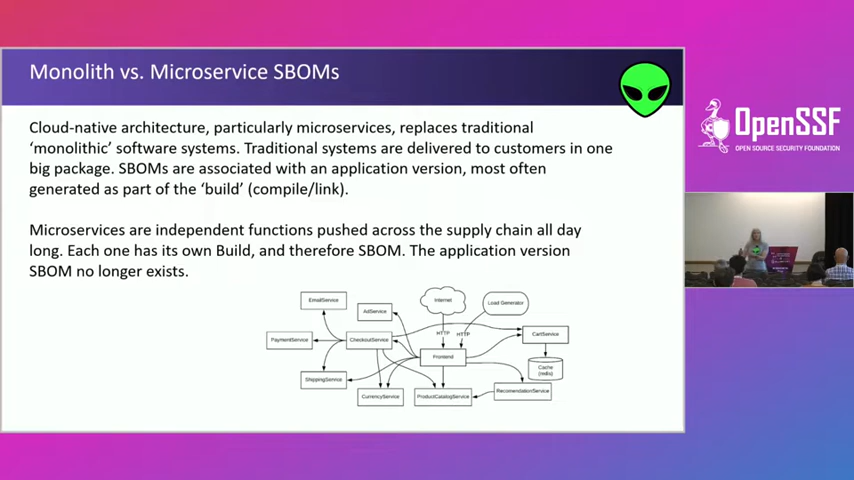 Monolith vs. Microservice SBOMs
Cloud-native architecture, particularly microservices, replaces traditional
‘monolithic’ software systems. Traditional systems are delivered to customers in one
big package. SBOMs are associated with an application version, most often
generated as part of the ‘build’ (compile/link).
Microservices are independent functions pushed across the supply chain all day
long. Each one has its own Build, and therefore SBOM. The application version
SBOM no longer exists.
EmailService
AdService
Internet
Load Generator
PaymentService
CheckoutService
HTTP
HTTP
CartService
Frontend
Cache
(redis)
ShippingService
CurrencyService
ProductCatalogService
RecomendationService
OpenSSF
OPEN SOURCE SECURITY FOUNDATION